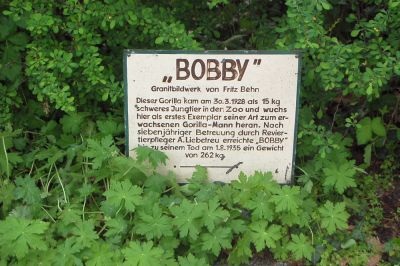 „BOBBY"
Granitbildwerk von Fritz Behn
Dieser Gorilla kam am 30.3.1928 als 15 kg
schweres Jungtier in den Zoo und wuchs
hier als erstes Exemplar seiner Art zum er-
wachsenen Gorilla-Mann heran. Nach
siebenjähriger Betreuung durch Revier-
tierpfleger A. Liebetreu erreichte „BOBBY"
bis zu seinem Tod am 1.8.1935 ein Gewicht
von 262 kg.